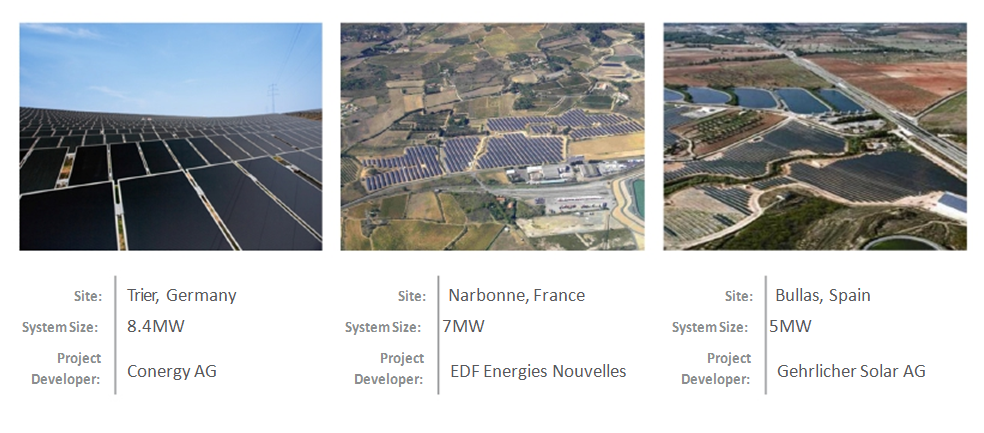 Site: Trier, Germany
System Size: 8.4MW
Project Developer: Conergy AG
Site: Narbonne, France
System Size: 7MW
Project Developer: EDF Energies Nouvelles
Site: Bullas, Spain
System Size: 5MW
Project Developer: Gehrlicher Solar AG